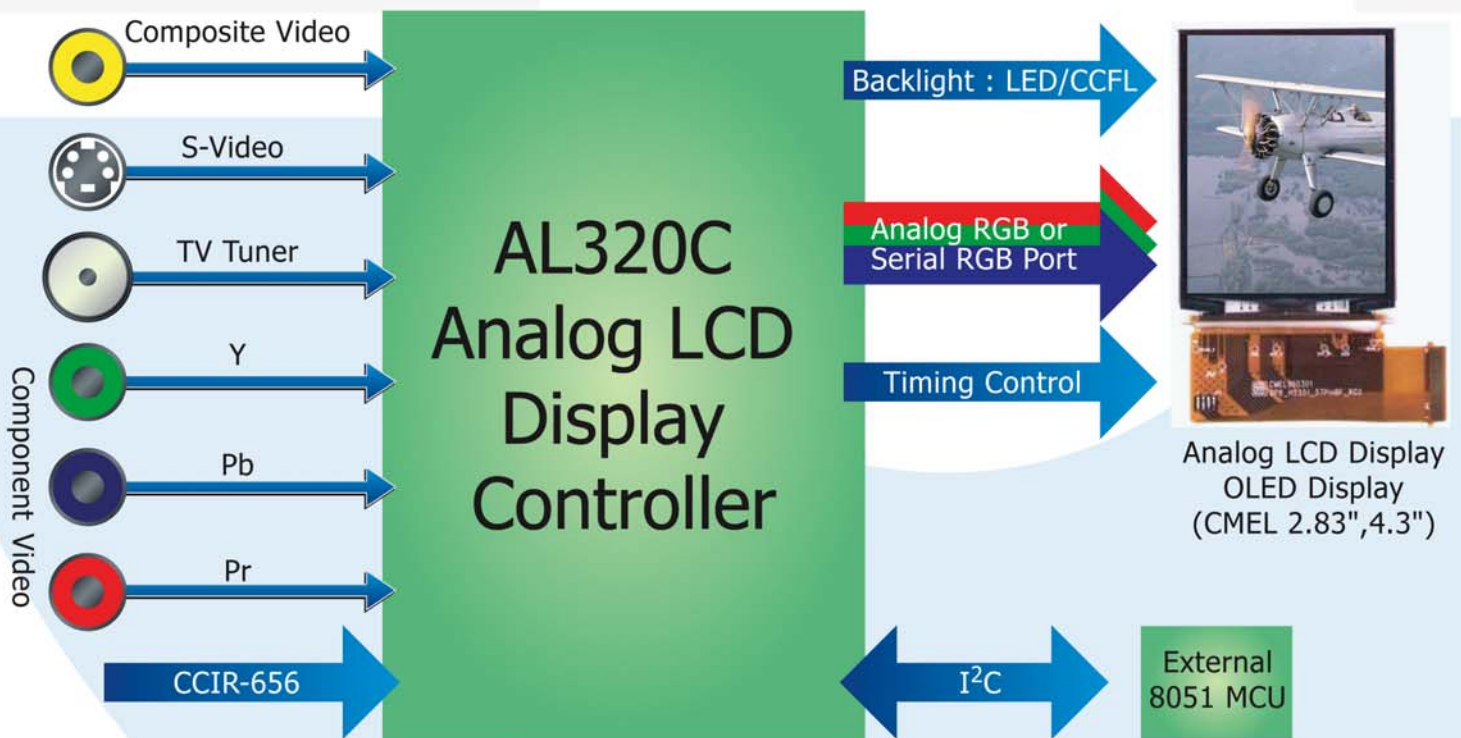 Composite Video
S-Video
TV Tuner
Y
Pb
Pr
Component Video
CCIR-656
AL320C
Analog LCD
Display
Controller
Backlight : LED/CCFL
Analog RGB or
Serial RGB Port
Timing Control
I²C
Analog LCD Display
OLED Display
(CMEL 2.83",4.3")
External
8051 MCU